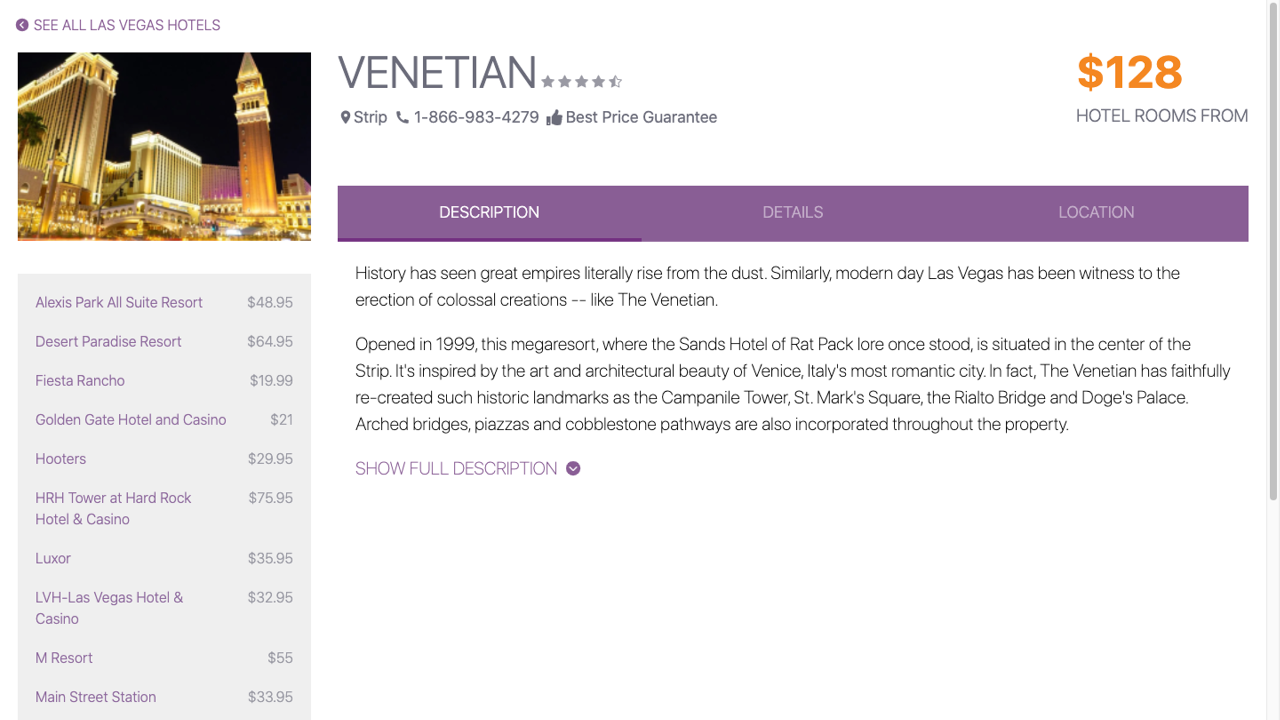 SEE ALL LAS VEGAS HOTELS
VENETIAN
Strip 1-866-983-4279 Best Price Guarantee
$128
HOTEL ROOMS FROM
DESCRIPTION DETAILS LOCATION
History has seen great empires literally rise from the dust. Similarly, modern day Las Vegas has been witness to the
erection of colossal creations -- like The Venetian.
Opened in 1999, this megaresort, where the Sands Hotel of Rat Pack lore once stood, is situated in the center of the
Strip. It's inspired by the art and architectural beauty of Venice, Italy's most romantic city. In fact, The Venetian has faithfully
re-created such historic landmarks as the Campanile Tower, St. Mark's Square, the Rialto Bridge and Doge's Palace.
Arched bridges, piazzas and cobblestone pathways are also incorporated throughout the property.
SHOW FULL DESCRIPTION
Alexis Park All Suite Resort $48.95
Desert Paradise Resort $64.95
Fiesta Rancho $19.99
Golden Gate Hotel and Casino $21
Hooters $29.95
HRH Tower at Hard Rock $75.95
Hotel & Casino
Luxor $35.95
LVH-Las Vegas Hotel & $32.95
Casino
M Resort $55
Main Street Station $33.95